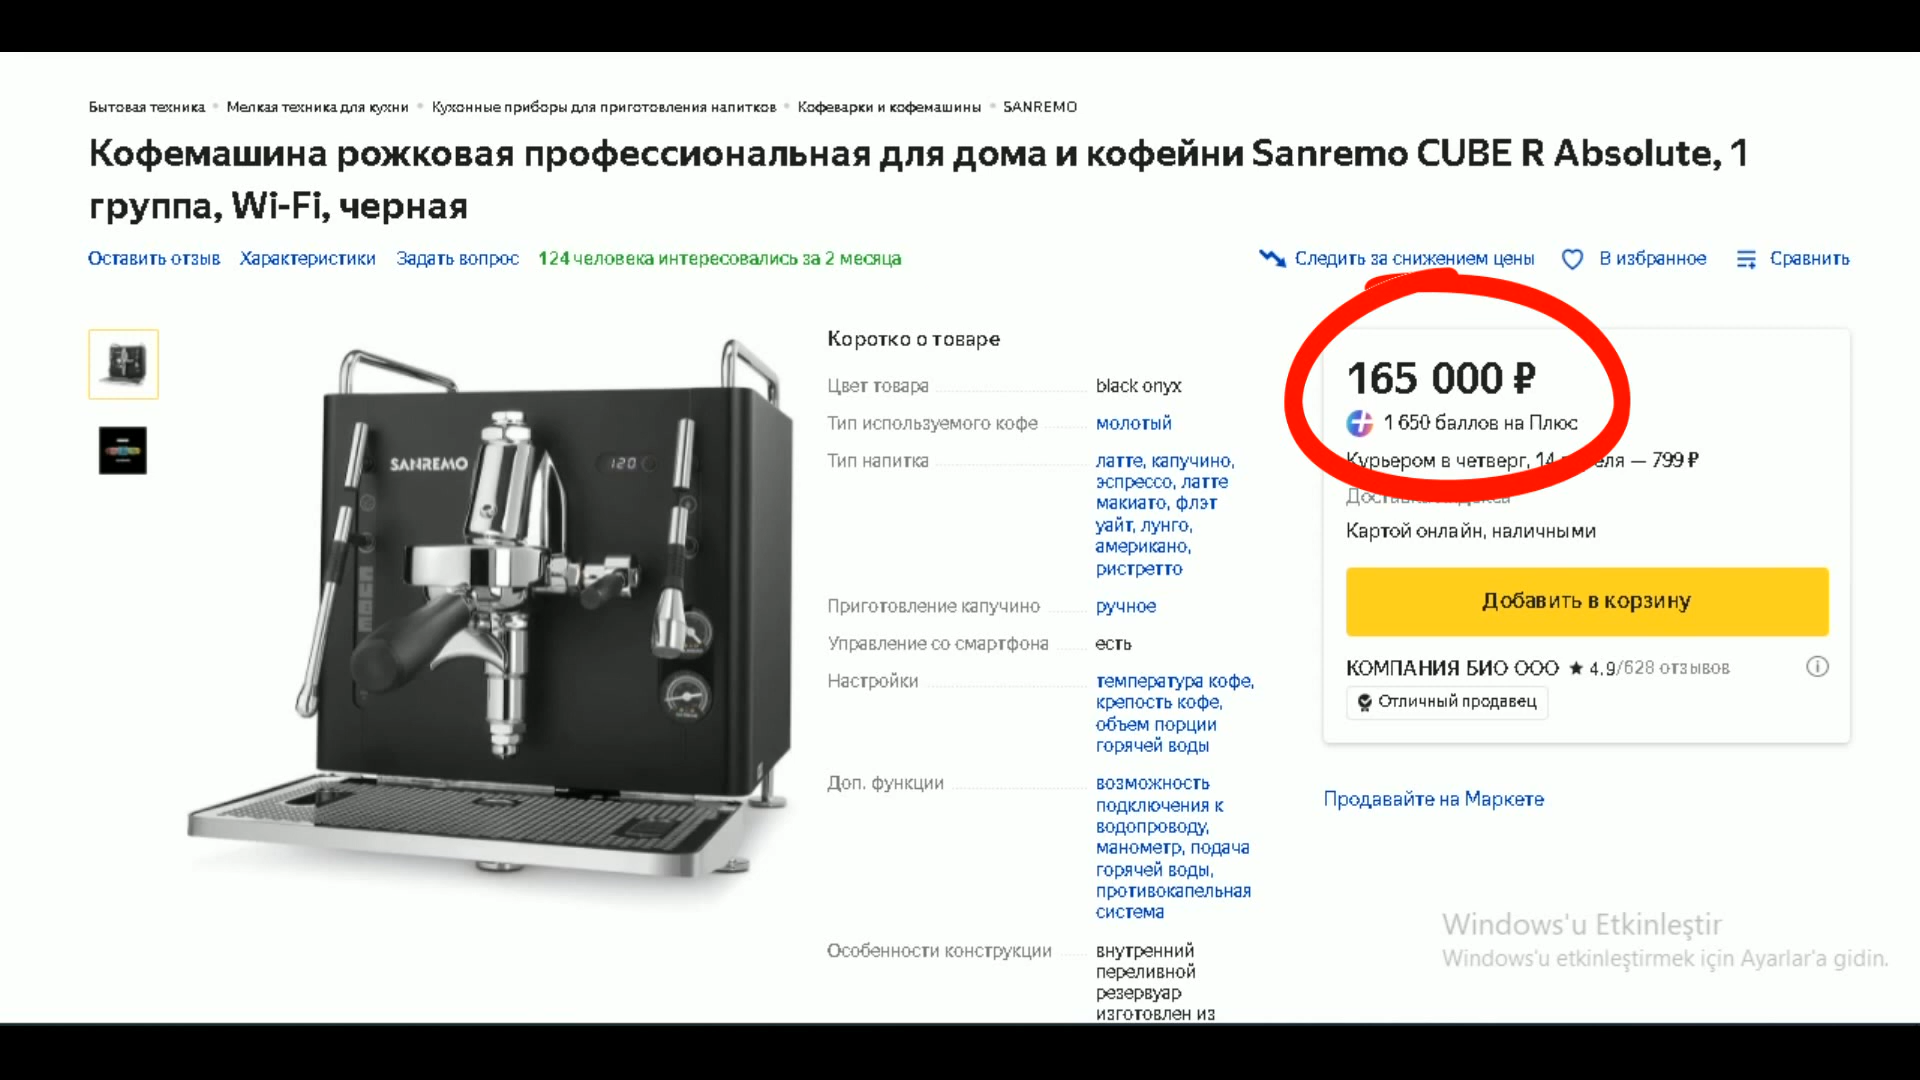 Бытовая техника • Мелкая техника для кухни • Кухонные приборы для приготовления напитков • Кофеварки и кофемашины • SANREMO
Кофемашина рожковая профессиональная для дома и кофейни Sanremo CUBE R Absolute, 1
группа, Wi-Fi, черная
Оставить отзыв Характеристики Задать вопрос 124 человека интересовались за 2 месяца
Следить за снижением цены В избранное Сравнить
SANREMO
120
CUBE
Коротко о товаре
Цвет товара black onyx
Тип используемого кофе молотый
Тип напитка латте, капучино,
эспрессо, латте
макиато, флэт
уайт, лунго,
американо,
ристретто
Приготовление капучино ручное
Управление со смартфона есть
Настройки температура кофе,
крепость кофе,
объем порции
горячей воды
Доп. функции возможность
подключения к
водопроводу,
манометр, подача
горячей воды,
противокапельная
система
Особенности конструкции внутренний
переливной
резервуар
изготовлен из
165 000 ₽
1 650 баллов на Плюс
Курьером в четверг, 14 — 799 ₽
Картой онлайн, наличными
Добавить в корзину
КОМПАНИЯ БИО ООО ★ 4.9/628 отзывов
Отличный продавец
Продавайте на Маркете
Windows'u Etkinleştir
Windows'u etkinleştirmek için Ayarlar'a gidin.